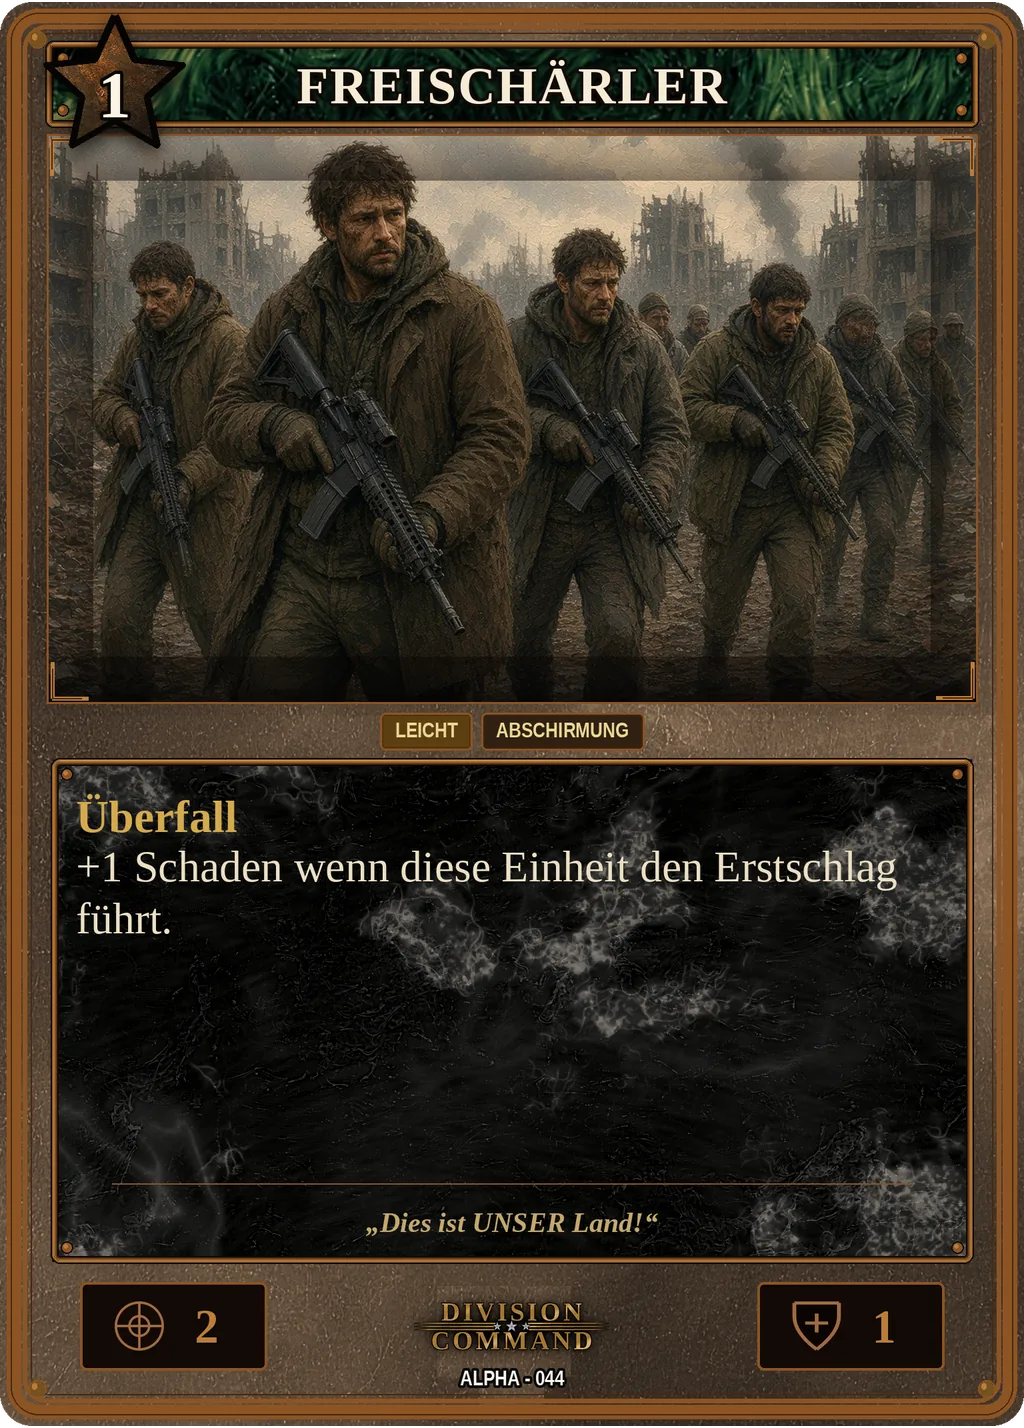 1
FREISCHÄRLER
LEICHT
ABSCHIRMUNG
Überfall
+1 Schaden wenn diese Einheit den Erstschlag
führt.
„Dies ist UNSER Land!“
2
DIVISION
COMMAND
1
ALPHA - 044